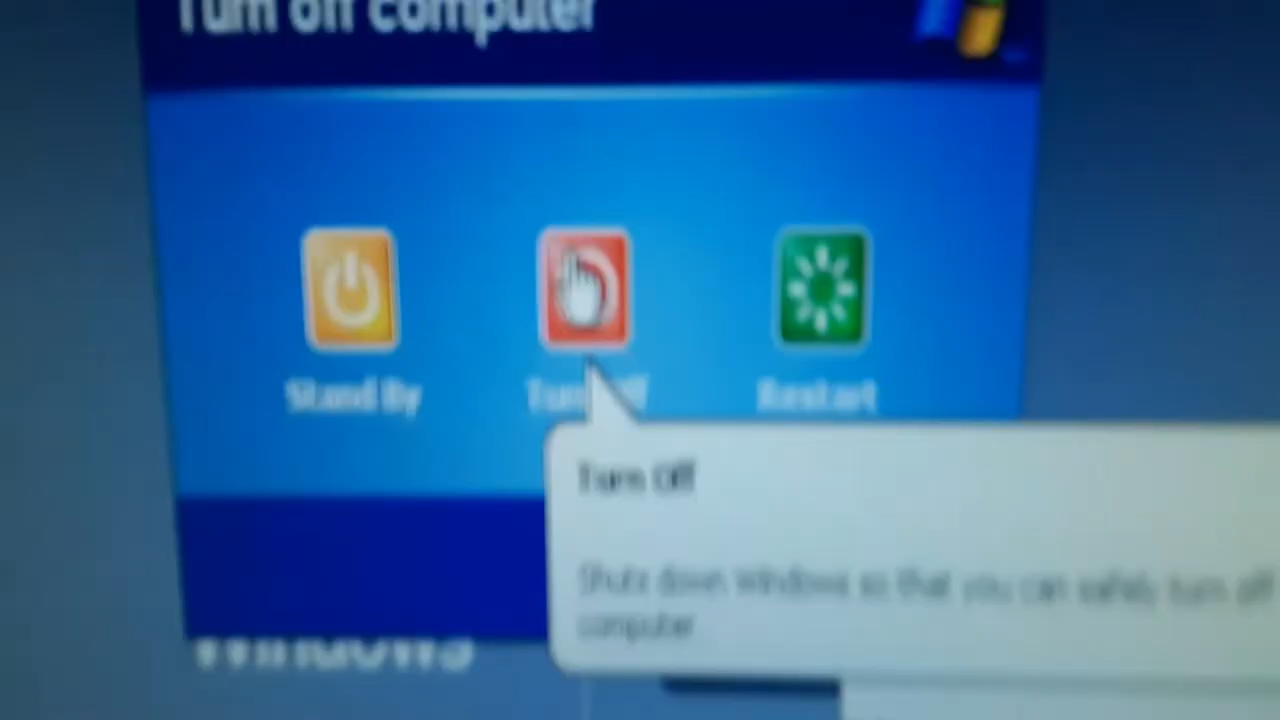 Turn off computer
Stand By
Turn Off
Restart
Turn Off
Shuts down Windows so that you can safely turn off
computer
Windows